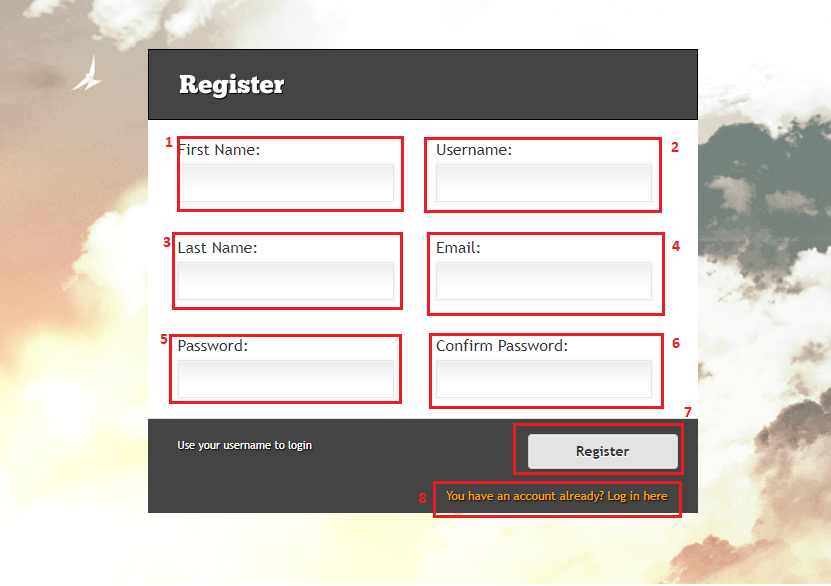 Register
1 First Name:
Username: 2
3 Last Name:
Email: 4
5 Password:
Confirm Password: 6
7
Use your username to login
Register
8 You have an account already? Log in here